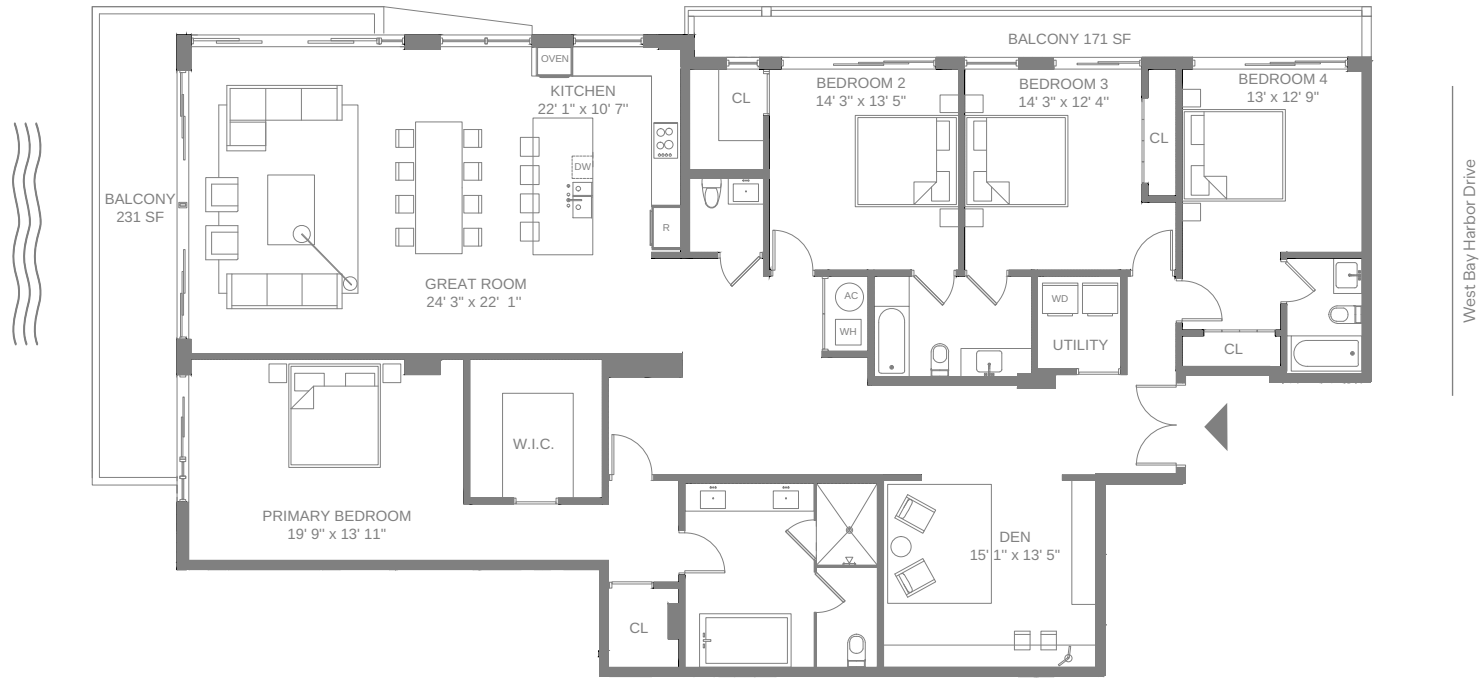 BALCONY 171 SF
OVEN
KITCHEN
22' 1" x 10' 7"
CL
BEDROOM 2
14' 3" x 13' 5"
BEDROOM 3
14' 3" x 12' 4"
BEDROOM 4
13' x 12' 9"
CL
DW
BALCONY
231 SF
R
West Bay Harbor Drive
GREAT ROOM
24' 3" x 22' 1"
AC
WH
WD
UTILITY
CL
W.I.C.
PRIMARY BEDROOM
19' 9" x 13' 11"
DEN
15' 1" x 13' 5"
CL